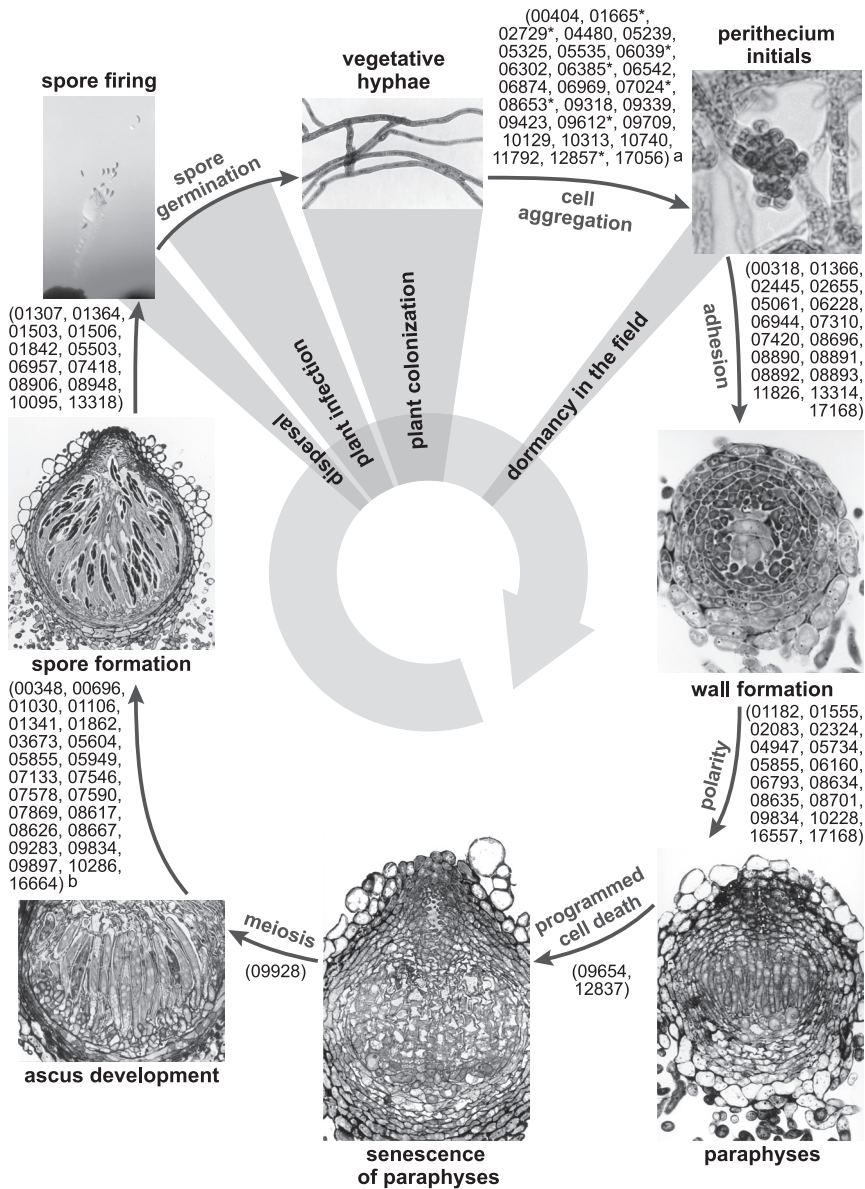 spore firing
spore
germination
vegetative
hyphae
(00404, 01665*,
02729*, 04480, 05239,
05325, 05535, 06039*,
06302, 06385*, 06542,
06874, 06969, 07024*,
08653*, 09318, 09339,
09423, 09612*, 09709,
10129, 10313, 10740,
11792, 12857*, 17056) a
cell
aggregation
perithecium
initials
(00318, 01366,
02445, 02655,
05061, 06228,
06944, 07310,
07420, 08696,
08890, 08891,
08892, 08893,
11826, 13314,
17168)
adhesion
wall formation
(01182, 01555,
02083, 02324,
04947, 05734,
05855, 06160,
06793, 08634,
08635, 08701,
09834, 10228,
16557, 17168)
polarity
paraphyses
programmed
cell death
(09654,
12837)
senescence
of paraphyses
meiosis
(09928)
ascus development
(00348, 00696,
01030, 01106,
01341, 01862,
03673, 05604,
05855, 05949,
07133, 07546,
07578, 07590,
07869, 08617,
08626, 08667,
09283, 09834,
09897, 10286,
16664) b
spore formation
(01307, 01364,
01503, 01506,
01842, 05503,
06957, 07418,
08906, 08948,
10095, 13318)
dispersal
plant infection
plant colonization
dormancy in the field